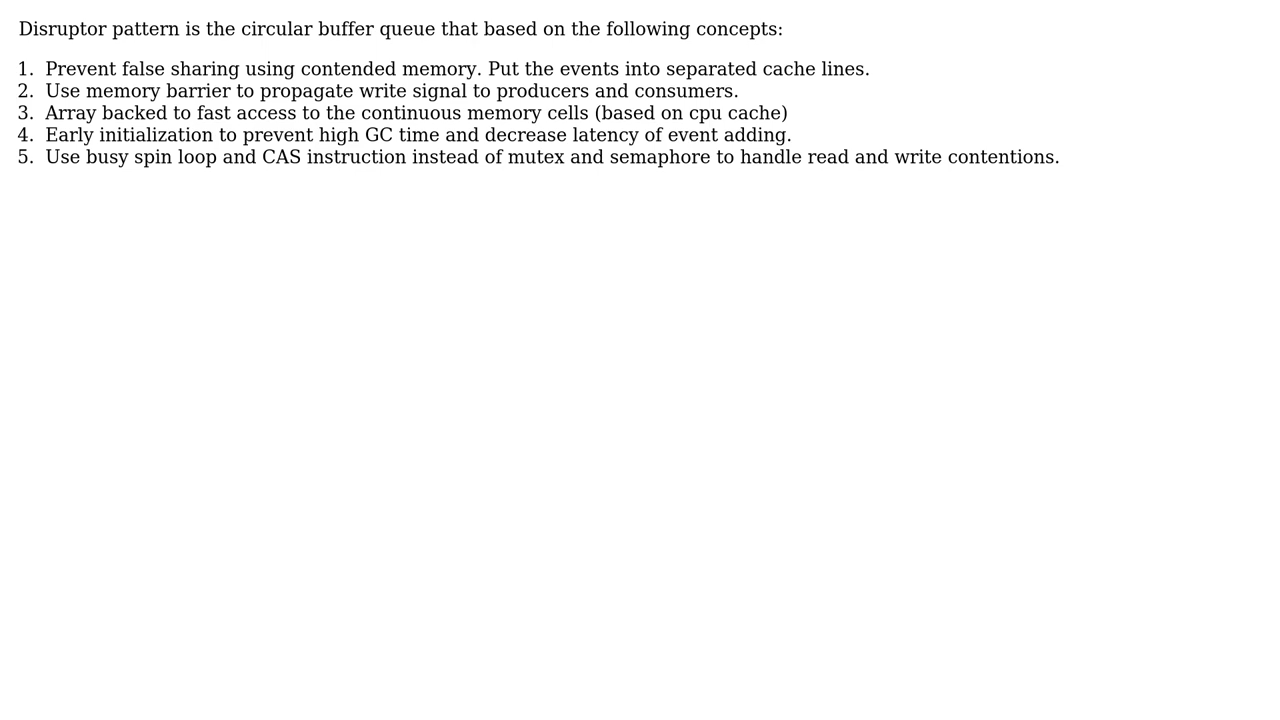 Disruptor pattern is the circular buffer queue that based on the following concepts:
1. Prevent false sharing using contended memory. Put the events into separated cache lines.
2. Use memory barrier to propagate write signal to producers and consumers.
3. Array backed to fast access to the continuous memory cells (based on cpu cache)
4. Early initialization to prevent high GC time and decrease latency of event adding.
5. Use busy spin loop and CAS instruction instead of mutex and semaphore to handle read and write contentions.